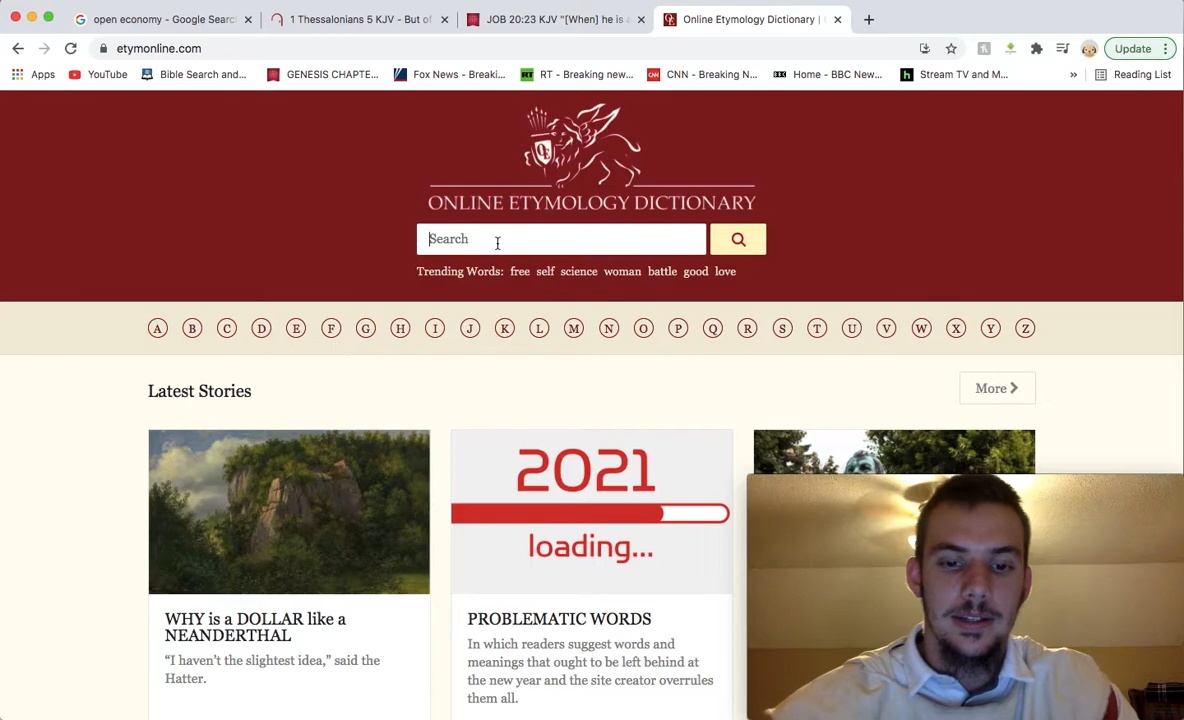 open economy - Google Search
1 Thessalonians 5 KJV - But of
JOB 20:23 KJV "[When] he is a
Online Etymology Dictionary |
etymonline.com
Update
Apps
YouTube
Bible Search and...
GENESIS CHAPTE...
Fox News - Breaki...
RT - Breaking new...
CNN - Breaking N...
Home - BBC New...
Stream TV and M...
»
Reading List
ONLINE ETYMOLOGY DICTIONARY
Search
Trending Words: free self science woman battle good love
A B C D E F G H I J K L M N O P Q R S T U V W X Y Z
Latest Stories
More
2021
loading...
WHY is a DOLLAR like a
NEANDERTHAL
“I haven’t the slightest idea,” said the
Hatter.
PROBLEMATIC WORDS
In which readers suggest words and
meanings that ought to be left behind at
the new year and the site creator overrules
them all.